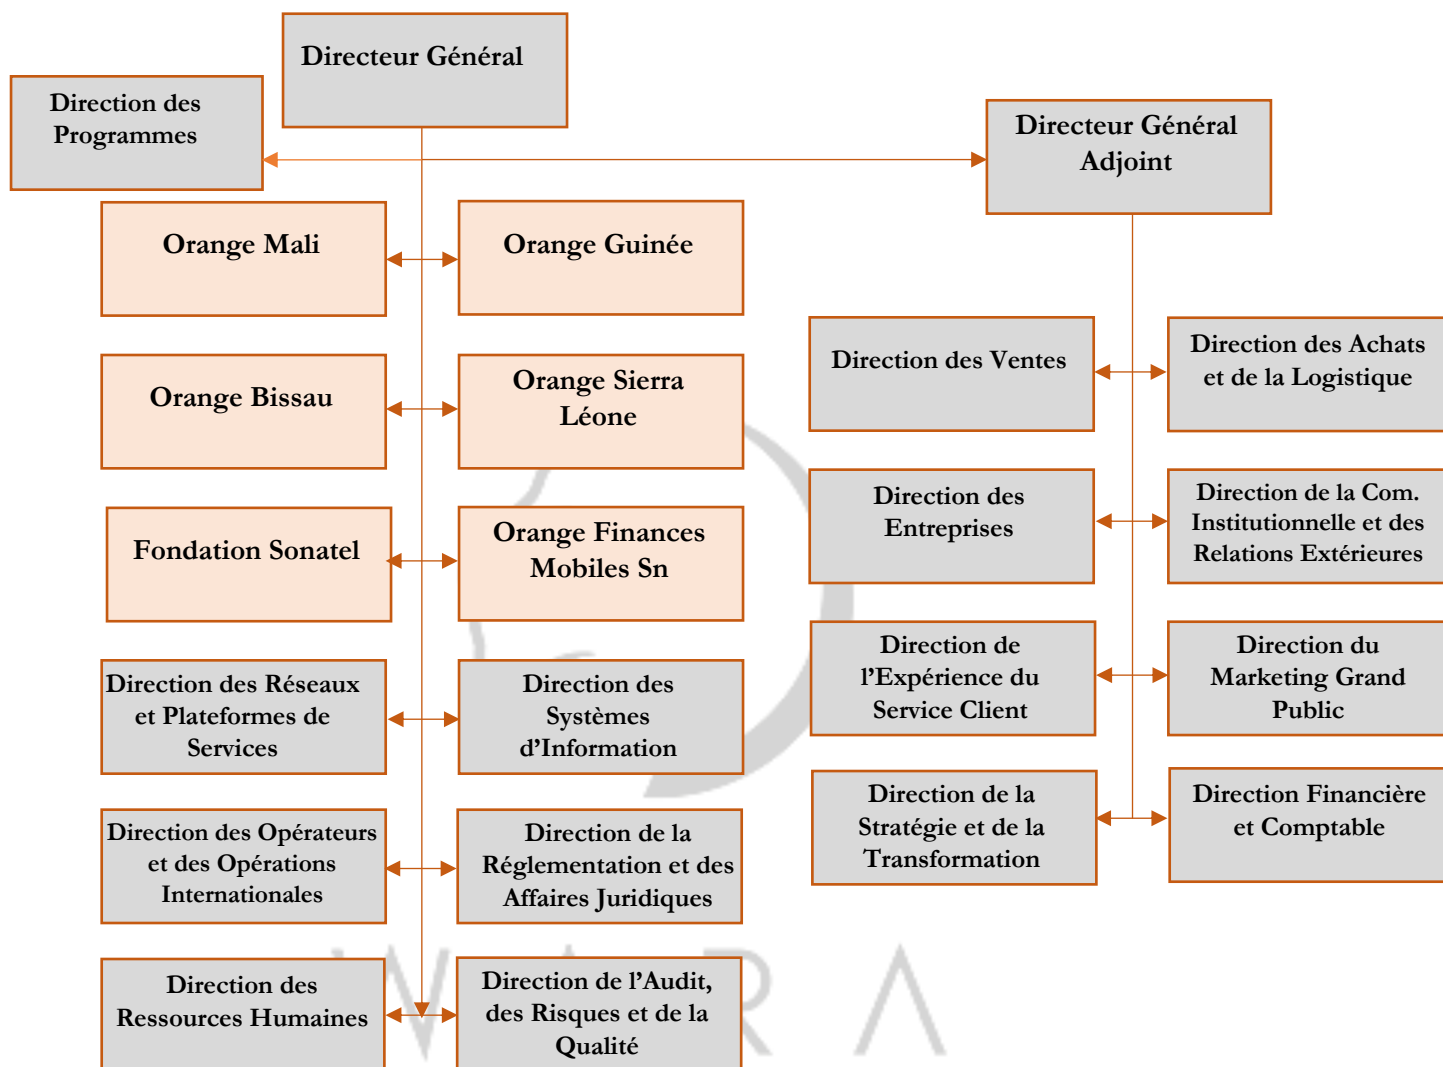 Directeur Général
Direction des
Programmes
Directeur Général
Adjoint
Orange Mali
Orange Guinée
Orange Bissau
Orange Sierra
Léone
Fondation Sonatel
Orange Finances
Mobiles Sn
Direction des Réseaux
et Plateformes de
Services
Direction des
Systèmes
d’Information
Direction des Opérateurs
et des Opérations
Internationales
Direction de la
Réglementation et des
Affaires Juridiques
Direction des
Ressources Humaines
Direction de l’Audit,
des Risques et de la
Qualité
Direction des Ventes
Direction des Achats
et de la Logistique
Direction des
Entreprises
Direction de la Com.
Institutionnelle et des
Relations Extérieures
Direction de
l’Expérience du
Service Client
Direction du
Marketing Grand
Public
Direction de la
Stratégie et de la
Transformation
Direction Financière
et Comptable
WARA